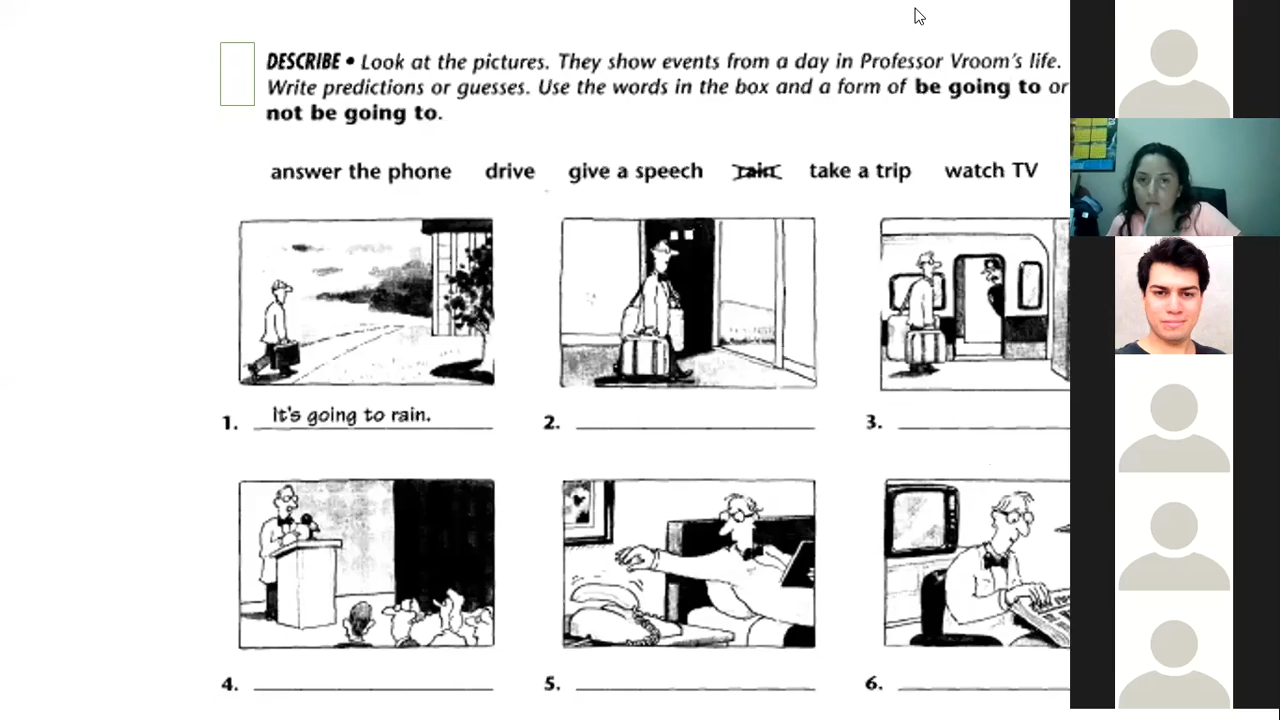 DESCRIBE • Look at the pictures. They show events from a day in Professor Vroom's life.
Write predictions or guesses. Use the words in the box and a form of be going to or
not be going to.
answer the phone drive give a speech rain take a trip watch TV
1. It's going to rain.
2.
3.
4.
5.
6.